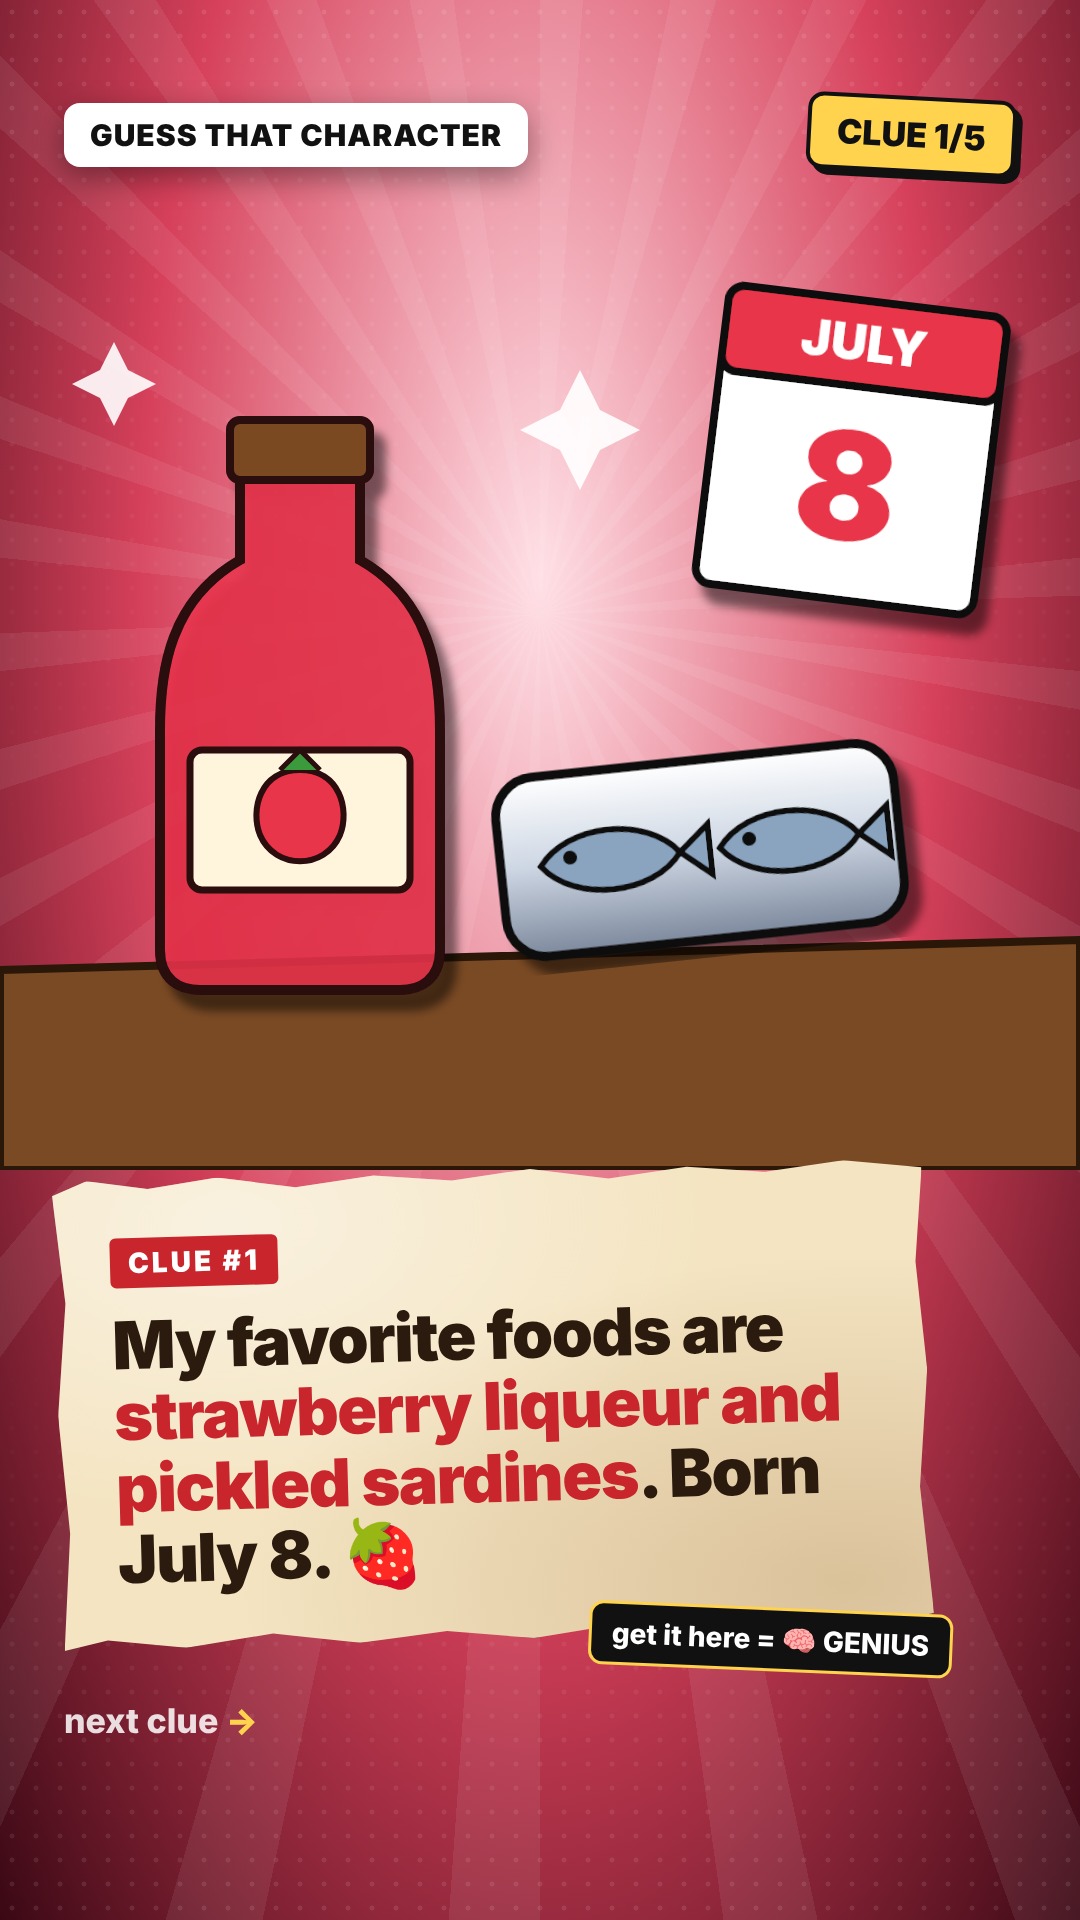 GUESS THAT CHARACTER
CLUE 1/5
JULY
8
CLUE #1
My favorite foods are
strawberry liqueur and
pickled sardines. Born
July 8. 🍓
get it here = 🧠 GENIUS
next clue →